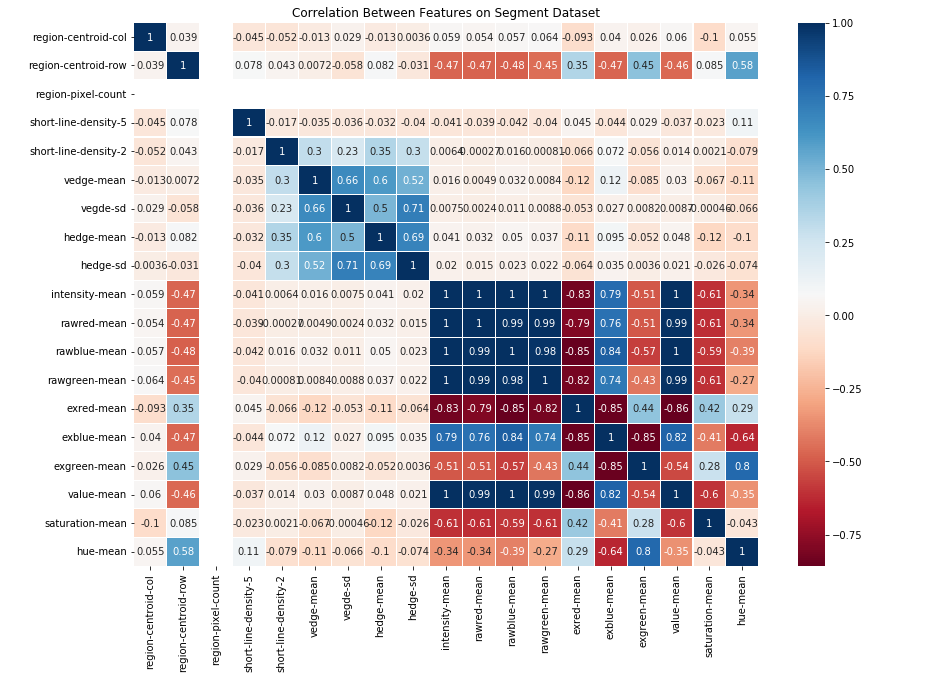 Correlation Between Features on Segment Dataset
region-centroid-col 1 0.039 -0.045 -0.052 -0.013 0.029 -0.013 0.0036 0.059 0.054 0.057 0.064 -0.093 0.04 0.026 0.06 -0.1 0.055
region-centroid-row 0.039 1 0.078 0.043 0.0072 -0.058 0.082 -0.031 -0.47 -0.47 -0.48 -0.45 0.35 -0.47 0.45 -0.46 0.085 0.58
region-pixel-count
short-line-density-5 -0.045 0.078 1 -0.017 -0.035 -0.036 -0.032 -0.04 -0.041 -0.039 -0.042 -0.04 0.045 -0.044 0.029 -0.037 -0.023 0.11
short-line-density-2 -0.052 0.043 -0.017 1 0.3 0.23 0.35 0.3 0.0064 0.00027 0.016 0.00081 -0.066 0.072 -0.056 0.014 0.0021 -0.079
vedge-mean -0.013 0.0072 -0.035 0.3 1 0.66 0.6 0.52 0.016 0.0049 0.032 0.0084 -0.12 0.12 -0.085 0.03 -0.067 -0.11
vegde-sd 0.029 -0.058 -0.036 0.23 0.66 1 0.5 0.71 0.0075 0.0024 0.011 0.0088 -0.053 0.027 0.0082 0.0087 -0.00046 -0.066
hedge-mean -0.013 0.082 -0.032 0.35 0.6 0.5 1 0.69 0.041 0.032 0.05 0.037 -0.11 0.095 -0.052 0.048 -0.12 -0.1
hedge-sd -0.0036 -0.031 -0.04 0.3 0.52 0.71 0.69 1 0.02 0.015 0.023 0.022 -0.064 0.035 0.0036 0.021 -0.026 -0.074
intensity-mean 0.059 -0.47 -0.041 0.0064 0.016 0.0075 0.041 0.02 1 1 1 1 -0.83 0.79 -0.51 1 -0.61 -0.34
rawred-mean 0.054 -0.47 -0.039 0.00027 0.0049 0.0024 0.032 0.015 1 1 0.99 0.99 -0.79 0.76 -0.51 0.99 -0.61 -0.34
rawblue-mean 0.057 -0.48 -0.042 0.016 0.032 0.011 0.05 0.023 1 0.99 1 0.98 -0.85 0.84 -0.57 1 -0.59 -0.39
rawgreen-mean 0.064 -0.45 -0.04 0.00081 0.0084 0.0088 0.037 0.022 1 0.99 0.98 1 -0.82 0.74 -0.43 0.99 -0.61 -0.27
exred-mean -0.093 0.35 0.045 -0.066 -0.12 -0.053 -0.11 -0.064 -0.83 -0.79 -0.85 -0.82 1 -0.85 0.44 -0.86 0.42 0.29
exblue-mean 0.04 -0.47 -0.044 0.072 0.12 0.027 0.095 0.035 0.79 0.76 0.84 0.74 -0.85 1 -0.85 0.82 -0.41 -0.64
exgreen-mean 0.026 0.45 0.029 -0.056 -0.085 0.0082 -0.052 0.0036 -0.51 -0.51 -0.57 -0.43 0.44 -0.85 1 -0.54 0.28 0.8
value-mean 0.06 -0.46 -0.037 0.014 0.03 0.0087 0.048 0.021 1 0.99 1 0.99 -0.86 0.82 -0.54 1 -0.6 -0.35
saturation-mean -0.1 0.085 -0.023 0.0021 -0.067 -0.00046 -0.12 -0.026 -0.61 -0.61 -0.59 -0.61 0.42 -0.41 0.28 -0.6 1 -0.043
hue-mean 0.055 0.58 0.11 -0.079 -0.11 -0.066 -0.1 -0.074 -0.34 -0.34 -0.39 -0.27 0.29 -0.64 0.8 -0.35 -0.043 1
region-centroid-col
region-centroid-row
region-pixel-count
short-line-density-5
short-line-density-2
vedge-mean
vegde-sd
hedge-mean
hedge-sd
intensity-mean
rawred-mean
rawblue-mean
rawgreen-mean
exred-mean
exblue-mean
exgreen-mean
value-mean
saturation-mean
hue-mean
1.00
0.75
0.50
0.25
0.00
-0.25
-0.50
-0.75